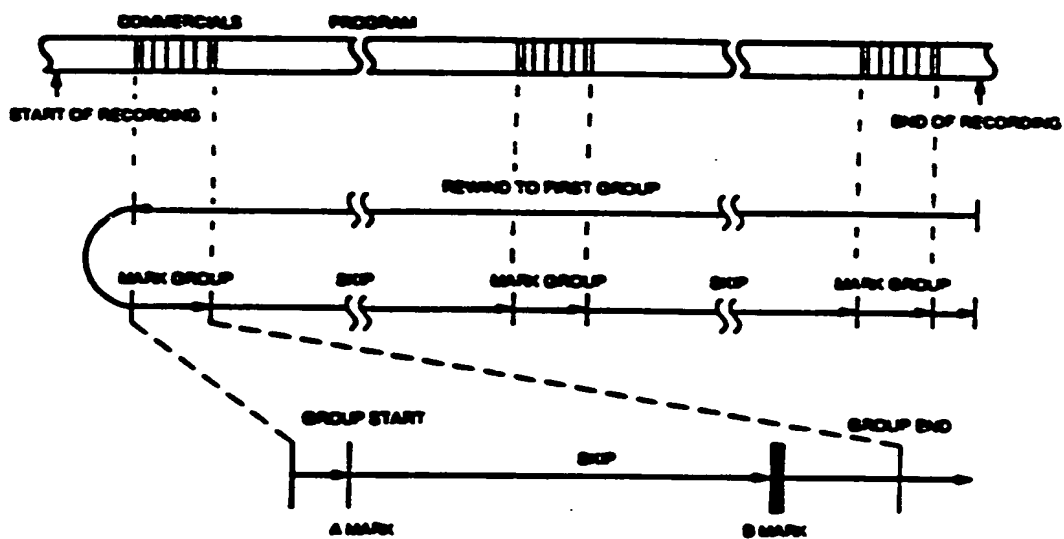 COMMERCIALS PROGRAM
START OF RECORDING END OF RECORDING
REWIND TO FIRST GROUP
MARK GROUP SKIP MARK GROUP SKIP MARK GROUP
GROUP START GROUP END
SKIP
A MARK B MARK